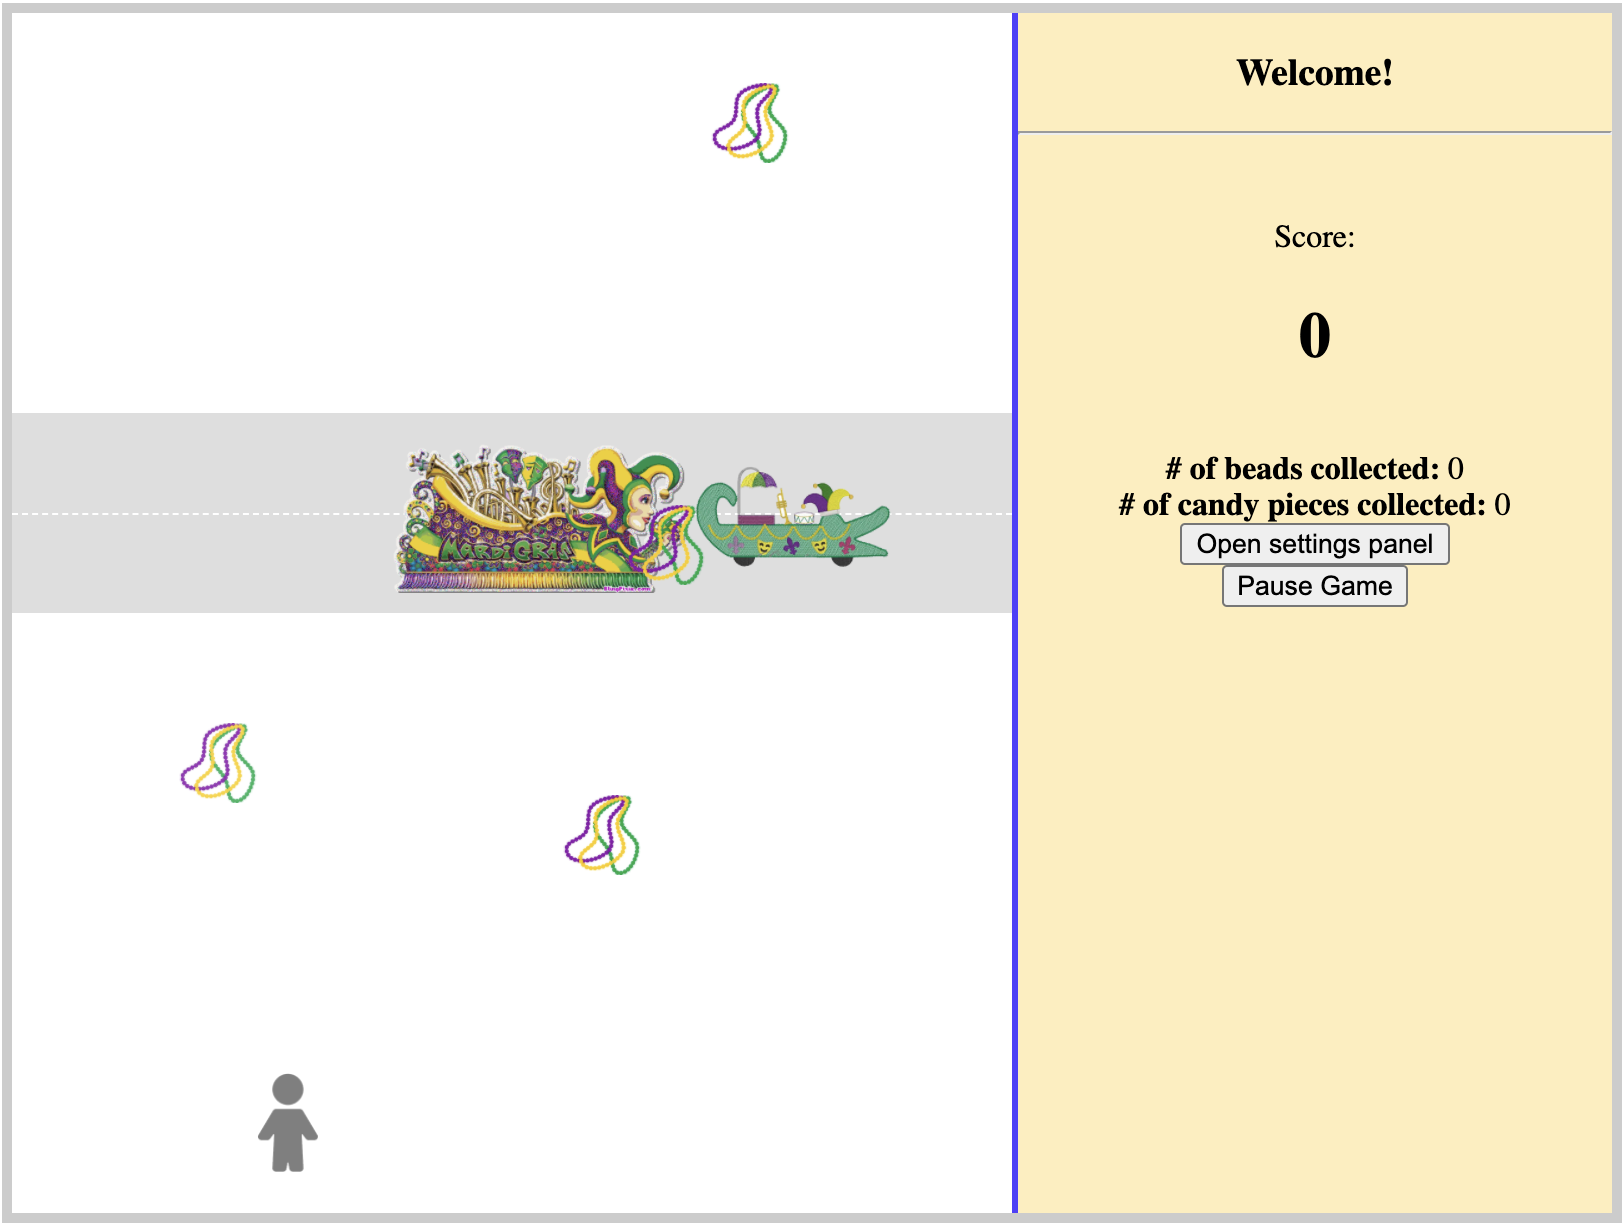 MARDi GRAS
Welcome!
Score:
0
# of beads collected: 0
# of candy pieces collected: 0
Open settings panel
Pause Game